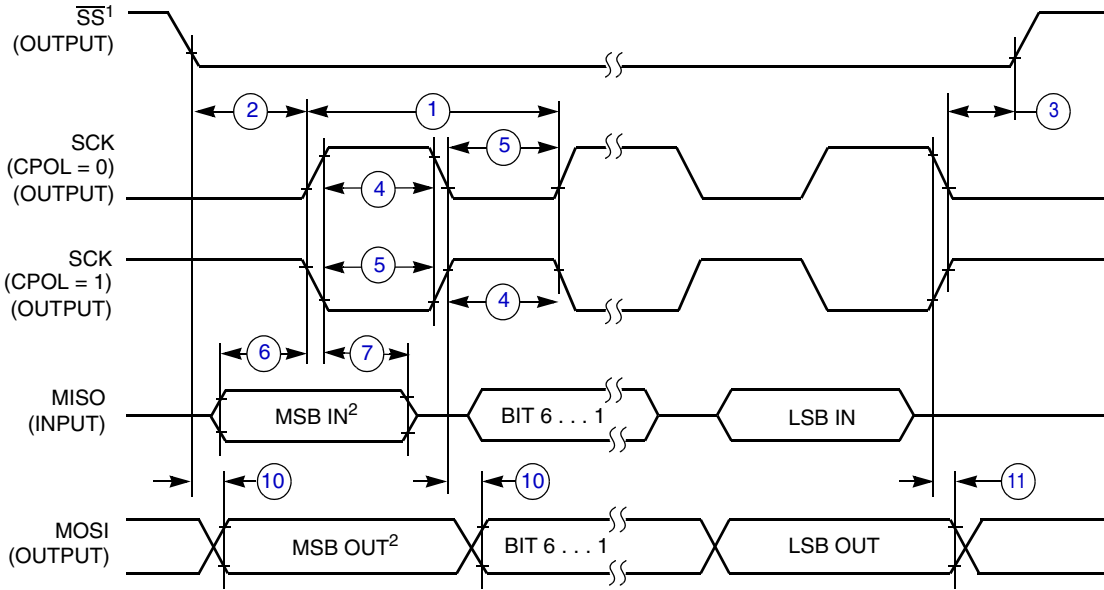 SS¹
(OUTPUT)
2
1
3
SCK
(CPOL = 0)
(OUTPUT)
5
4
SCK
(CPOL = 1)
(OUTPUT)
5
4
6
7
MISO
(INPUT)
MSB IN²
BIT 6 . . . 1
LSB IN
10
10
11
MOSI
(OUTPUT)
MSB OUT²
BIT 6 . . . 1
LSB OUT